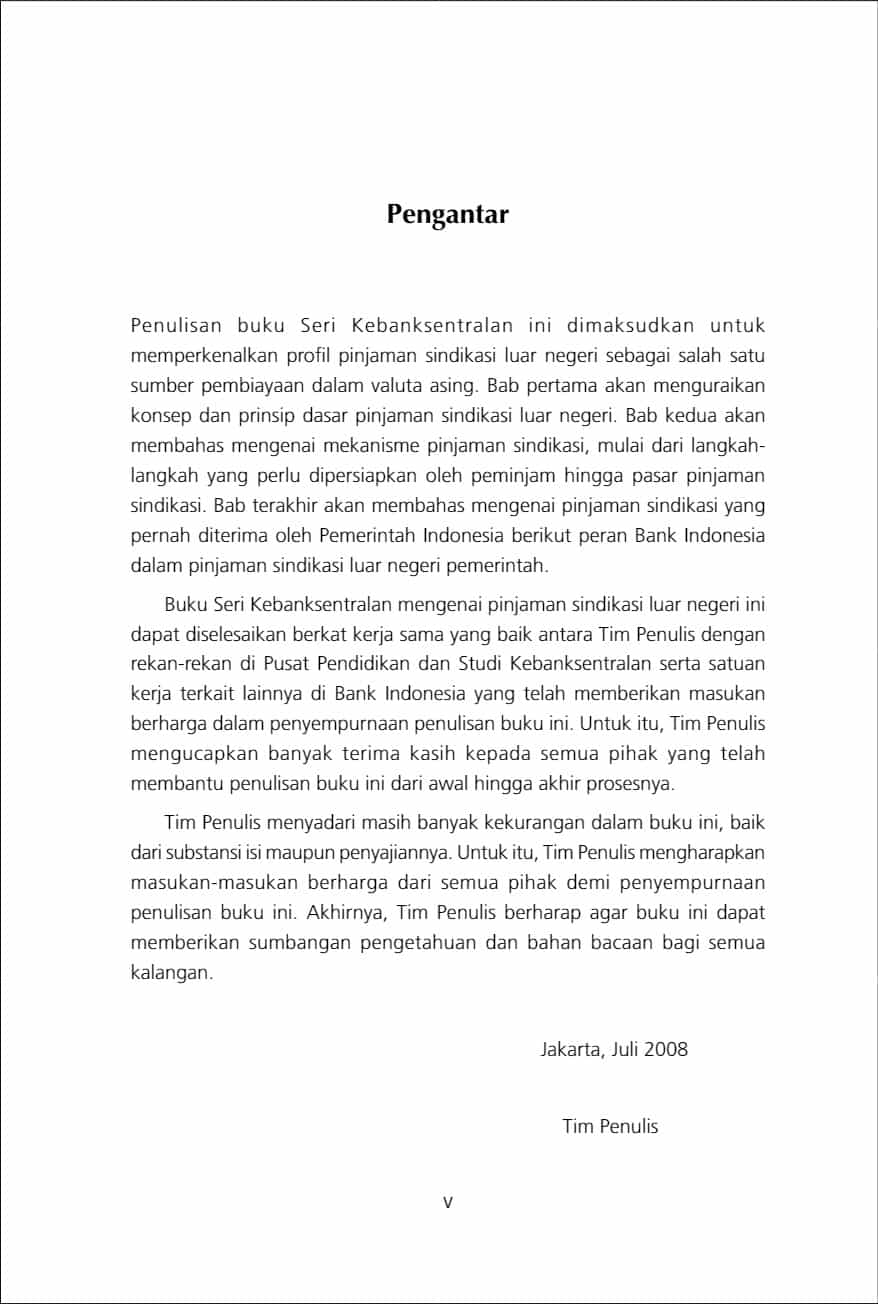 Pengantar
Penulisan buku Seri Kebanksentralan ini dimaksudkan untuk
memperkenalkan profil pinjaman sindikasi luar negeri sebagai salah satu
sumber pembiayaan dalam valuta asing. Bab pertama akan menguraikan
konsep dan prinsip dasar pinjaman sindikasi luar negeri. Bab kedua akan
membahas mengenai mekanisme pinjaman sindikasi, mulai dari langkah-
langkah yang perlu dipersiapkan oleh peminjam hingga pasar pinjaman
sindikasi. Bab terakhir akan membahas mengenai pinjaman sindikasi yang
pernah diterima oleh Pemerintah Indonesia berikut peran Bank Indonesia
dalam pinjaman sindikasi luar negeri pemerintah.
Buku Seri Kebanksentralan mengenai pinjaman sindikasi luar negeri ini
dapat diselesaikan berkat kerja sama yang baik antara Tim Penulis dengan
rekan-rekan di Pusat Pendidikan dan Studi Kebanksentralan serta satuan
kerja terkait lainnya di Bank Indonesia yang telah memberikan masukan
berharga dalam penyempurnaan penulisan buku ini. Untuk itu, Tim Penulis
mengucapkan banyak terima kasih kepada semua pihak yang telah
membantu penulisan buku ini dari awal hingga akhir prosesnya.
Tim Penulis menyadari masih banyak kekurangan dalam buku ini, baik
dari substansi isi maupun penyajiannya. Untuk itu, Tim Penulis mengharapkan
masukan-masukan berharga dari semua pihak demi penyempurnaan
penulisan buku ini. Akhirnya, Tim Penulis berharap agar buku ini dapat
memberikan sumbangan pengetahuan dan bahan bacaan bagi semua
kalangan.
Jakarta, Juli 2008
Tim Penulis
v